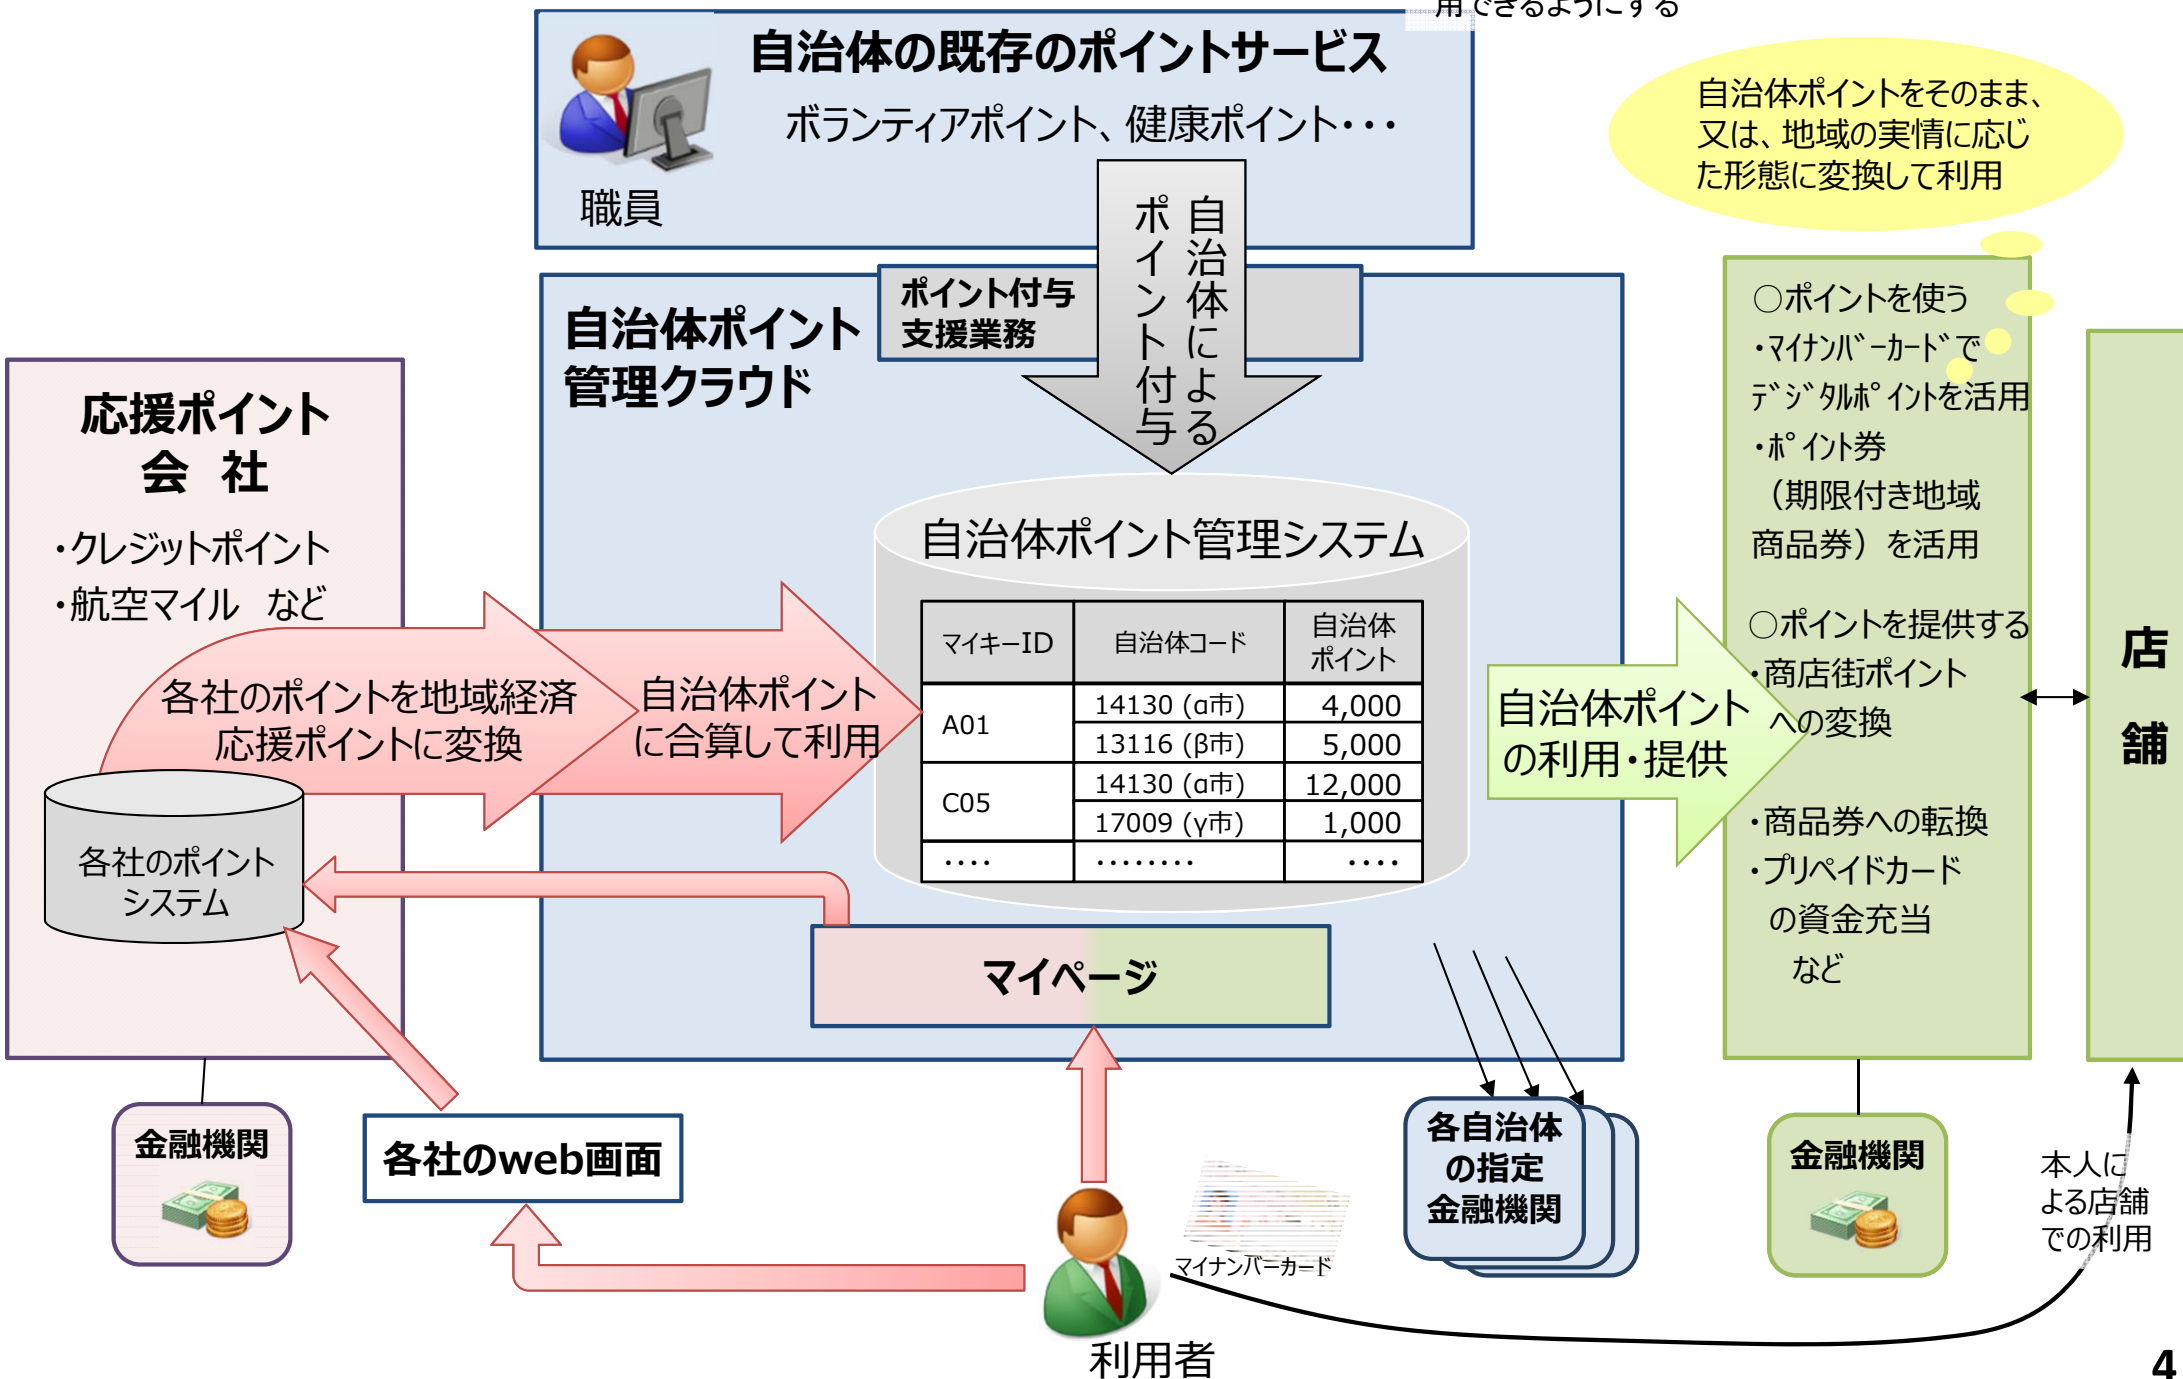 用できるようにする
自治体の既存のポイントサービス
ボランティアポイント、健康ポイント・・・
職員
自治体による
ポイント付与
自治体ポイントをそのまま、
又は、地域の実情に応じ
た形態に変換して利用
ポイント付与
支援業務
自治体ポイント
管理クラウド
応援ポイント
会 社
・クレジットポイント
・航空マイル など
各社のポイントを地域経済
応援ポイントに変換
自治体ポイント
に合算して利用
各社のポイント
システム
自治体ポイント管理システム
マイキーID 自治体コード 自治体
ポイント
A01 14130 (α市) 4,000
13116 (β市) 5,000
C05 14130 (α市) 12,000
17009 (γ市) 1,000
・・・・ ・・・・・・・・ ・・・・
マイページ
自治体ポイント
の利用・提供
○ポイントを使う
・ﾏｲﾅﾝﾊﾞｰｶｰﾄﾞで
ﾃﾞｼﾞﾀﾙﾎﾟｲﾝﾄを活用
・ﾎﾟｲﾝﾄ券
（期限付き地域
商品券）を活用
○ポイントを提供する
・商店街ポイント
への変換
・商品券への転換
・プリペイドカード
の資金充当
など
店
舗
金融機関
各社のweb画面
マイナンバーカード
利用者
各自治体
の指定
金融機関
金融機関
本人に
よる店舗
での利用
4